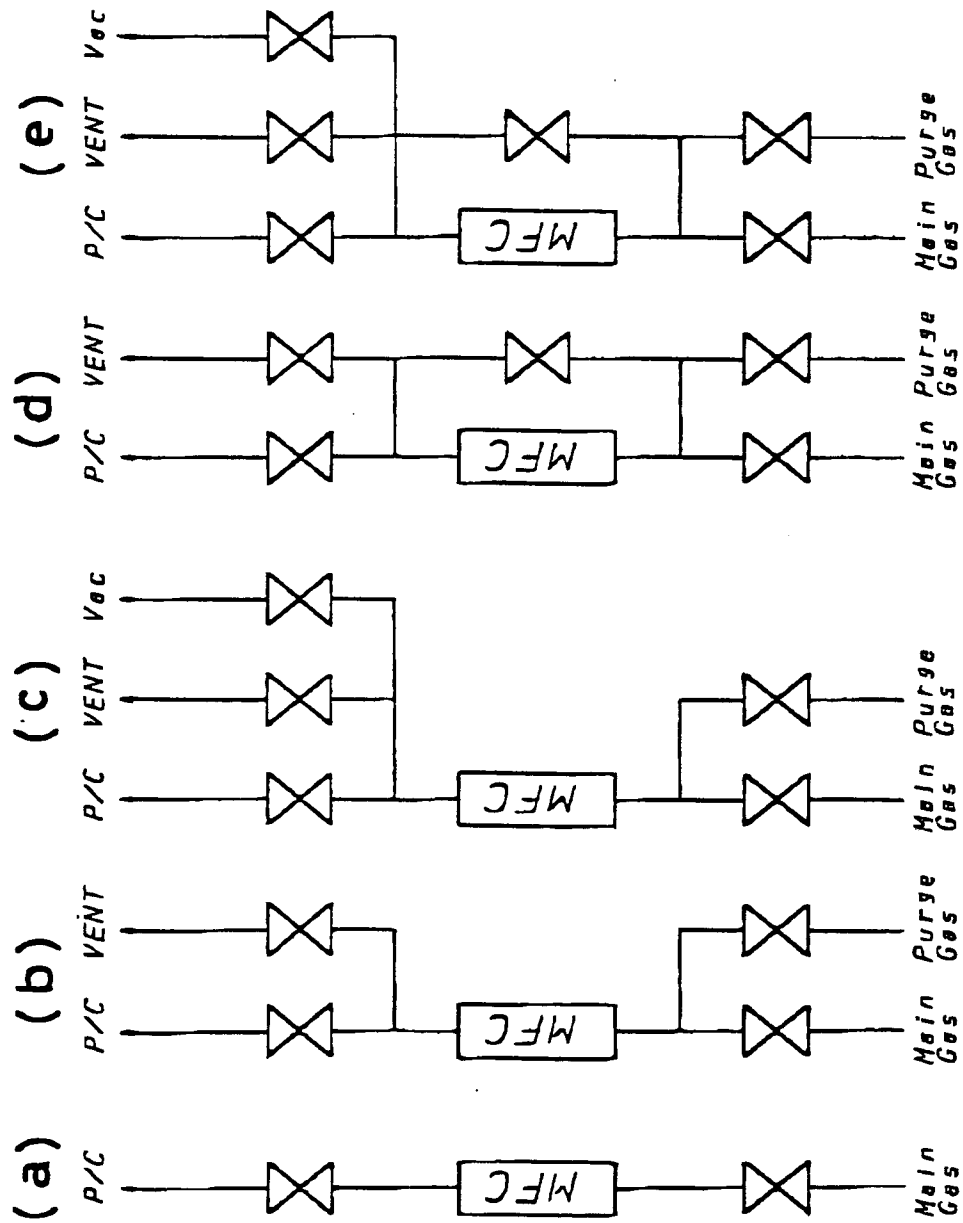 (a)
P/C
MFC
Main
Gas
(b)
P/C VENT
MFC
Main Purge
Gas Gas
(c)
P/C VENT Vac
MFC
Main Purge
Gas Gas
(d)
P/C VENT
MFC
Main Purge
Gas Gas
(e)
P/C VENT Vac
MFC
Main Purge
Gas Gas